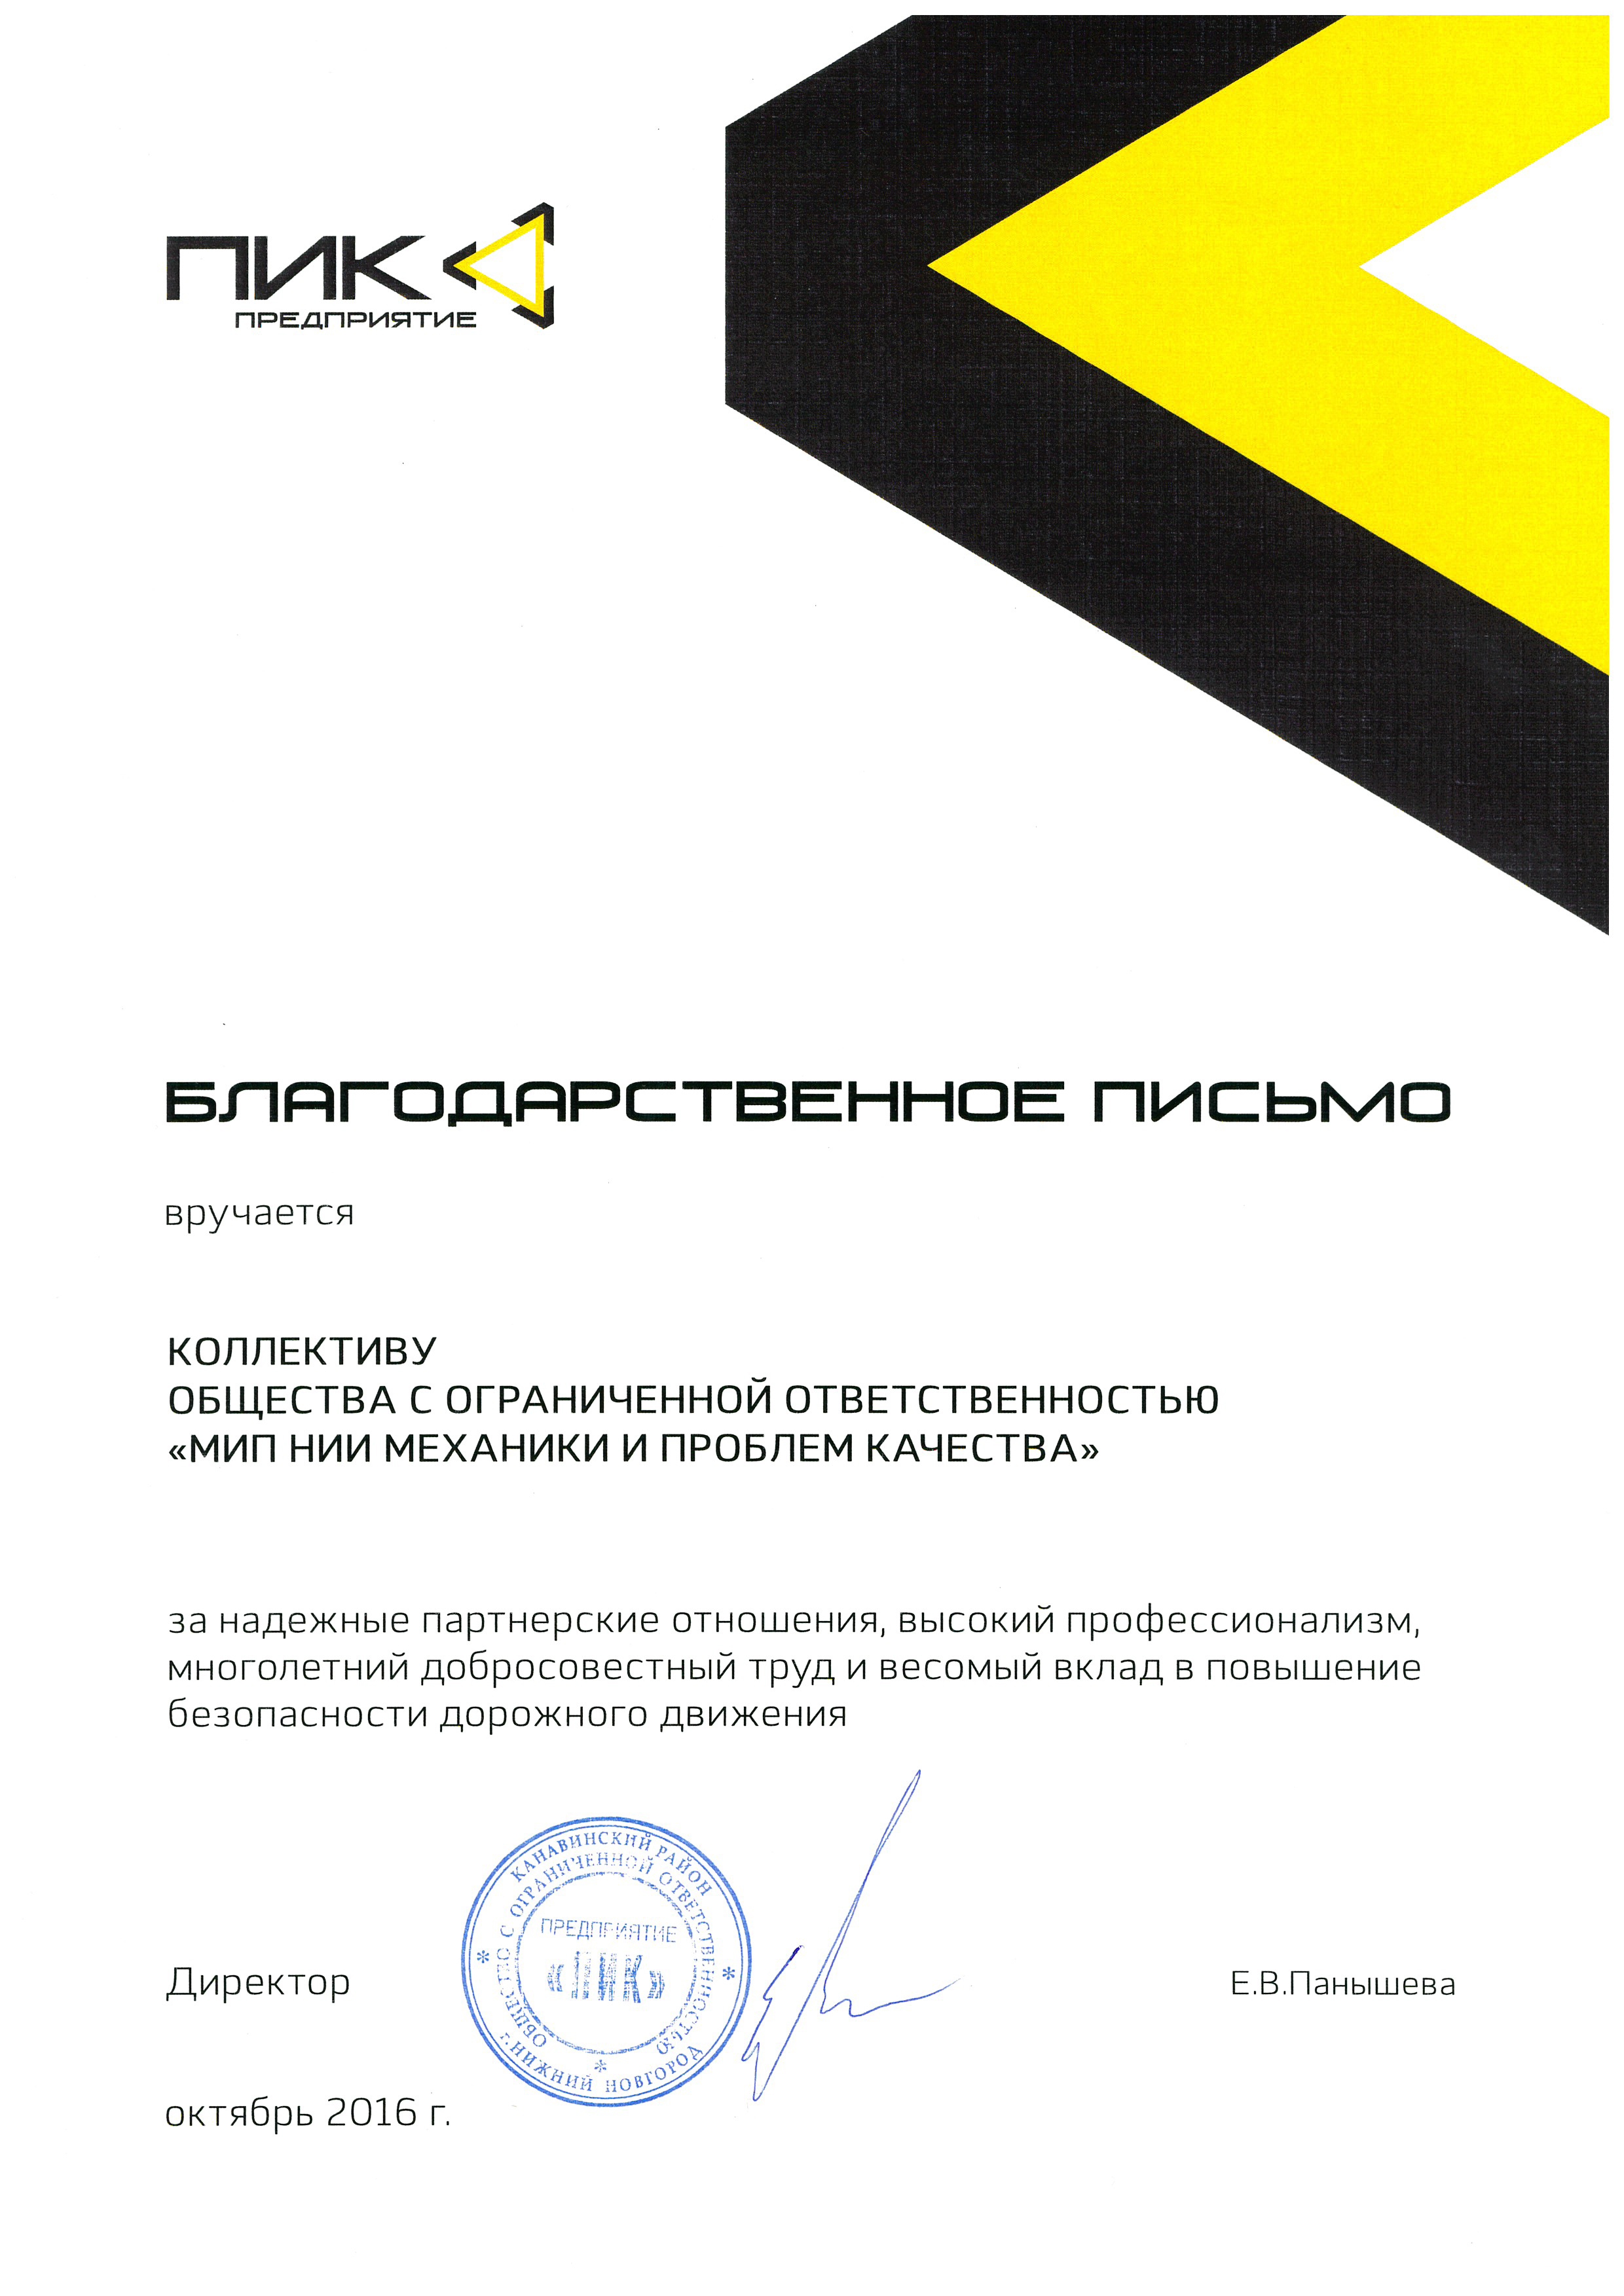 ПИК
ПРЕДПРИЯТИЕ
БЛАГОДАРСТВЕННОЕ ПИСЬМО
вручается
КОЛЛЕКТИВУ
ОБЩЕСТВА С ОГРАНИЧЕННОЙ ОТВЕТСТВЕННОСТЬЮ
«МИП НИИ МЕХАНИКИ И ПРОБЛЕМ КАЧЕСТВА»
за надежные партнерские отношения, высокий профессионализм,
многолетний добросовестный труд и весомый вклад в повышение
безопасности дорожного движения
КАНАВИНСКИЙ РАЙОН
ОБЩЕСТВО С ОГРАНИЧЕННОЙ ОТВЕТСТВЕННОСТЬЮ
ПРЕДПРИЯТИЕ
«ПИК»
г. НИЖНИЙ НОВГОРОД
Директор
Е.В.Панышева
октябрь 2016 г.